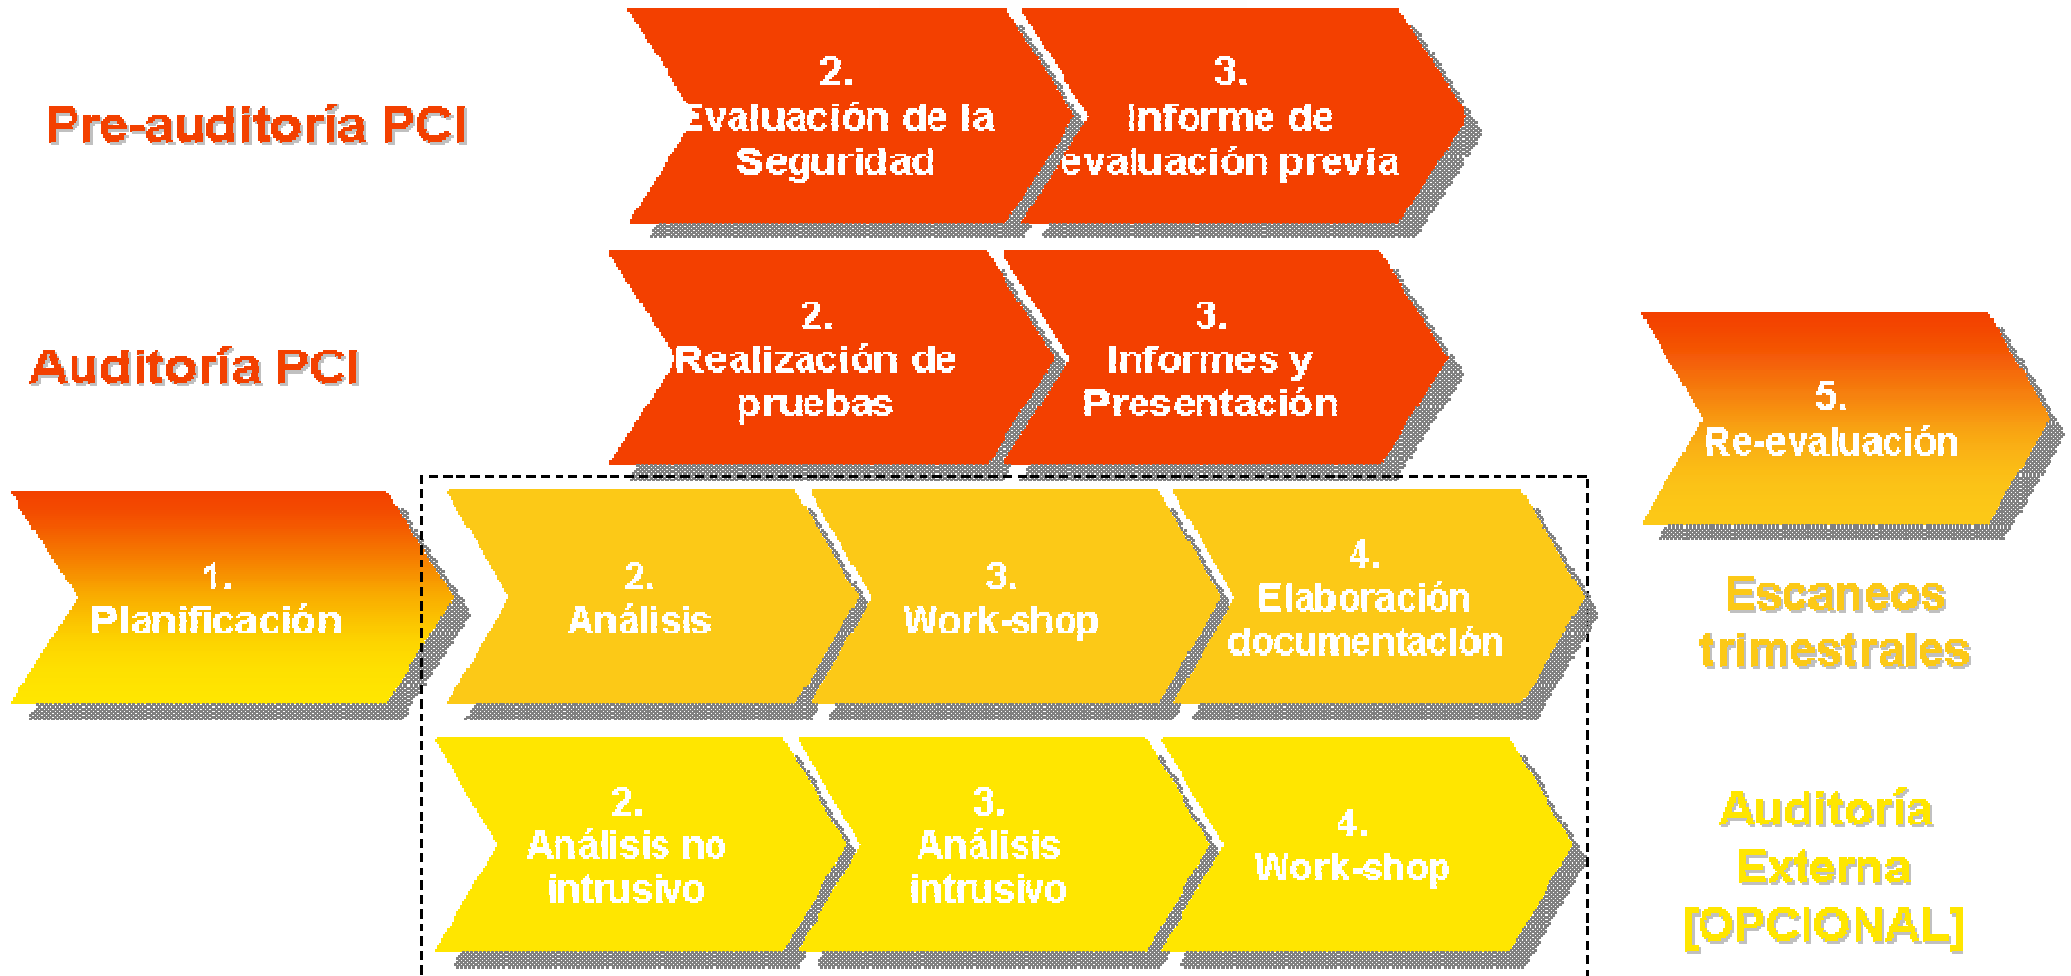 Pre-auditoría PCI
2.
Evaluación de la
Seguridad
3.
Informe de
evaluación previa
Auditoría PCI
2.
Realización de
pruebas
3.
Informes y
Presentación
5.
Re-evaluación
1.
Planificación
2.
Análisis
3.
Work-shop
4.
Elaboración
documentación
Escaneos
trimestrales
2.
Análisis no
intrusivo
3.
Análisis
intrusivo
4.
Work-shop
Auditoría
Externa
[OPCIONAL]